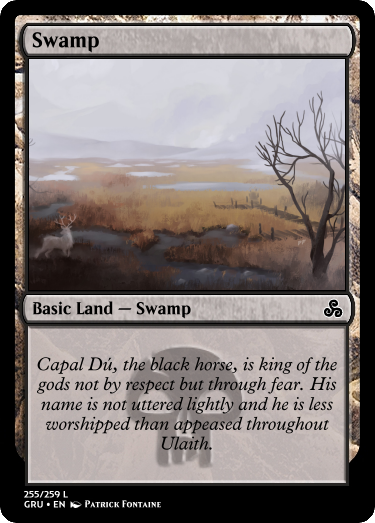 Swamp
Basic Land — Swamp
Capal Dú, the black horse, is king of the
gods not by respect but through fear. His
name is not uttered lightly and he is less
worshipped than appeased throughout
Ulaith.
255/259 L
GRU • EN Patrick Fontaine